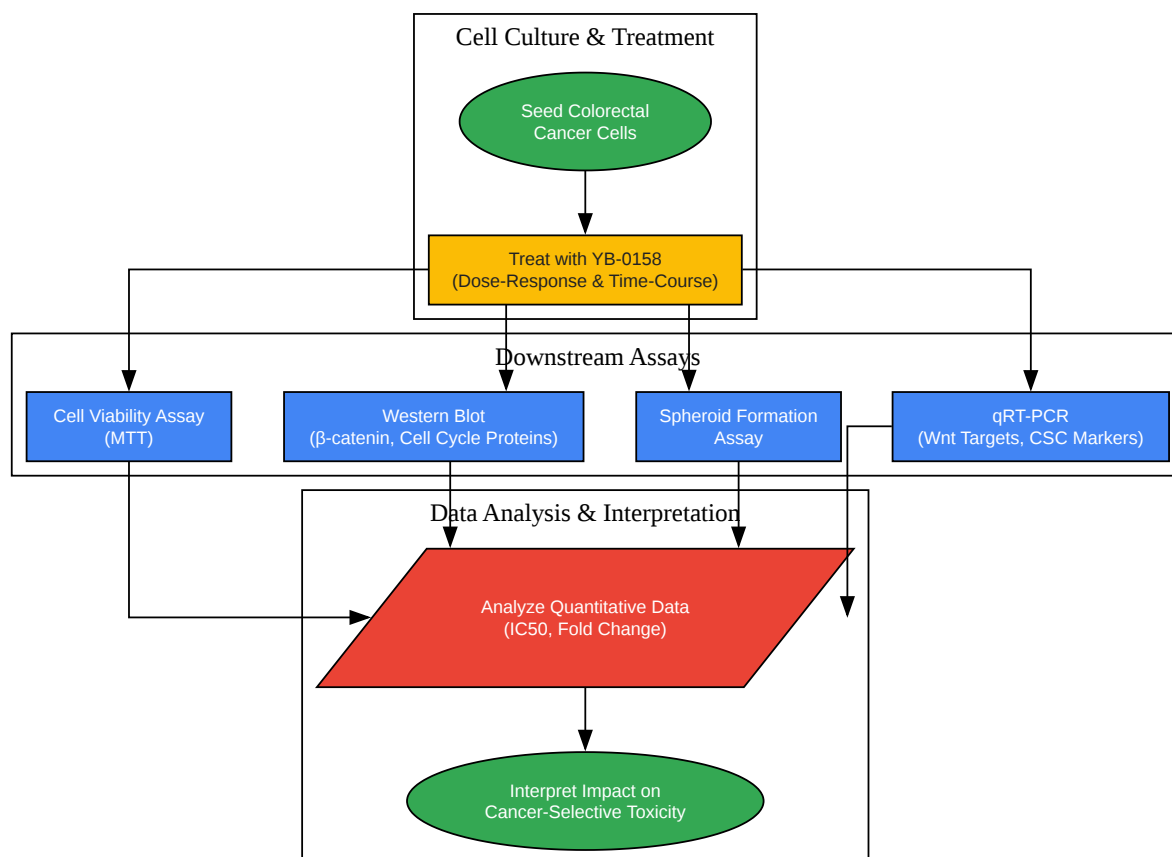 Cell Culture & Treatment
Seed Colorectal
Cancer Cells
Treat with YB-0158
(Dose-Response & Time-Course)
Downstream Assays
Cell Viability Assay
(MTT)
Western Blot
(β-catenin, Cell Cycle Proteins)
Spheroid Formation
Assay
qRT-PCR
(Wnt Targets, CSC Markers)
Data Analysis & Interpretation
Analyze Quantitative Data
(IC50, Fold Change)
Interpret Impact on
Cancer-Selective Toxicity